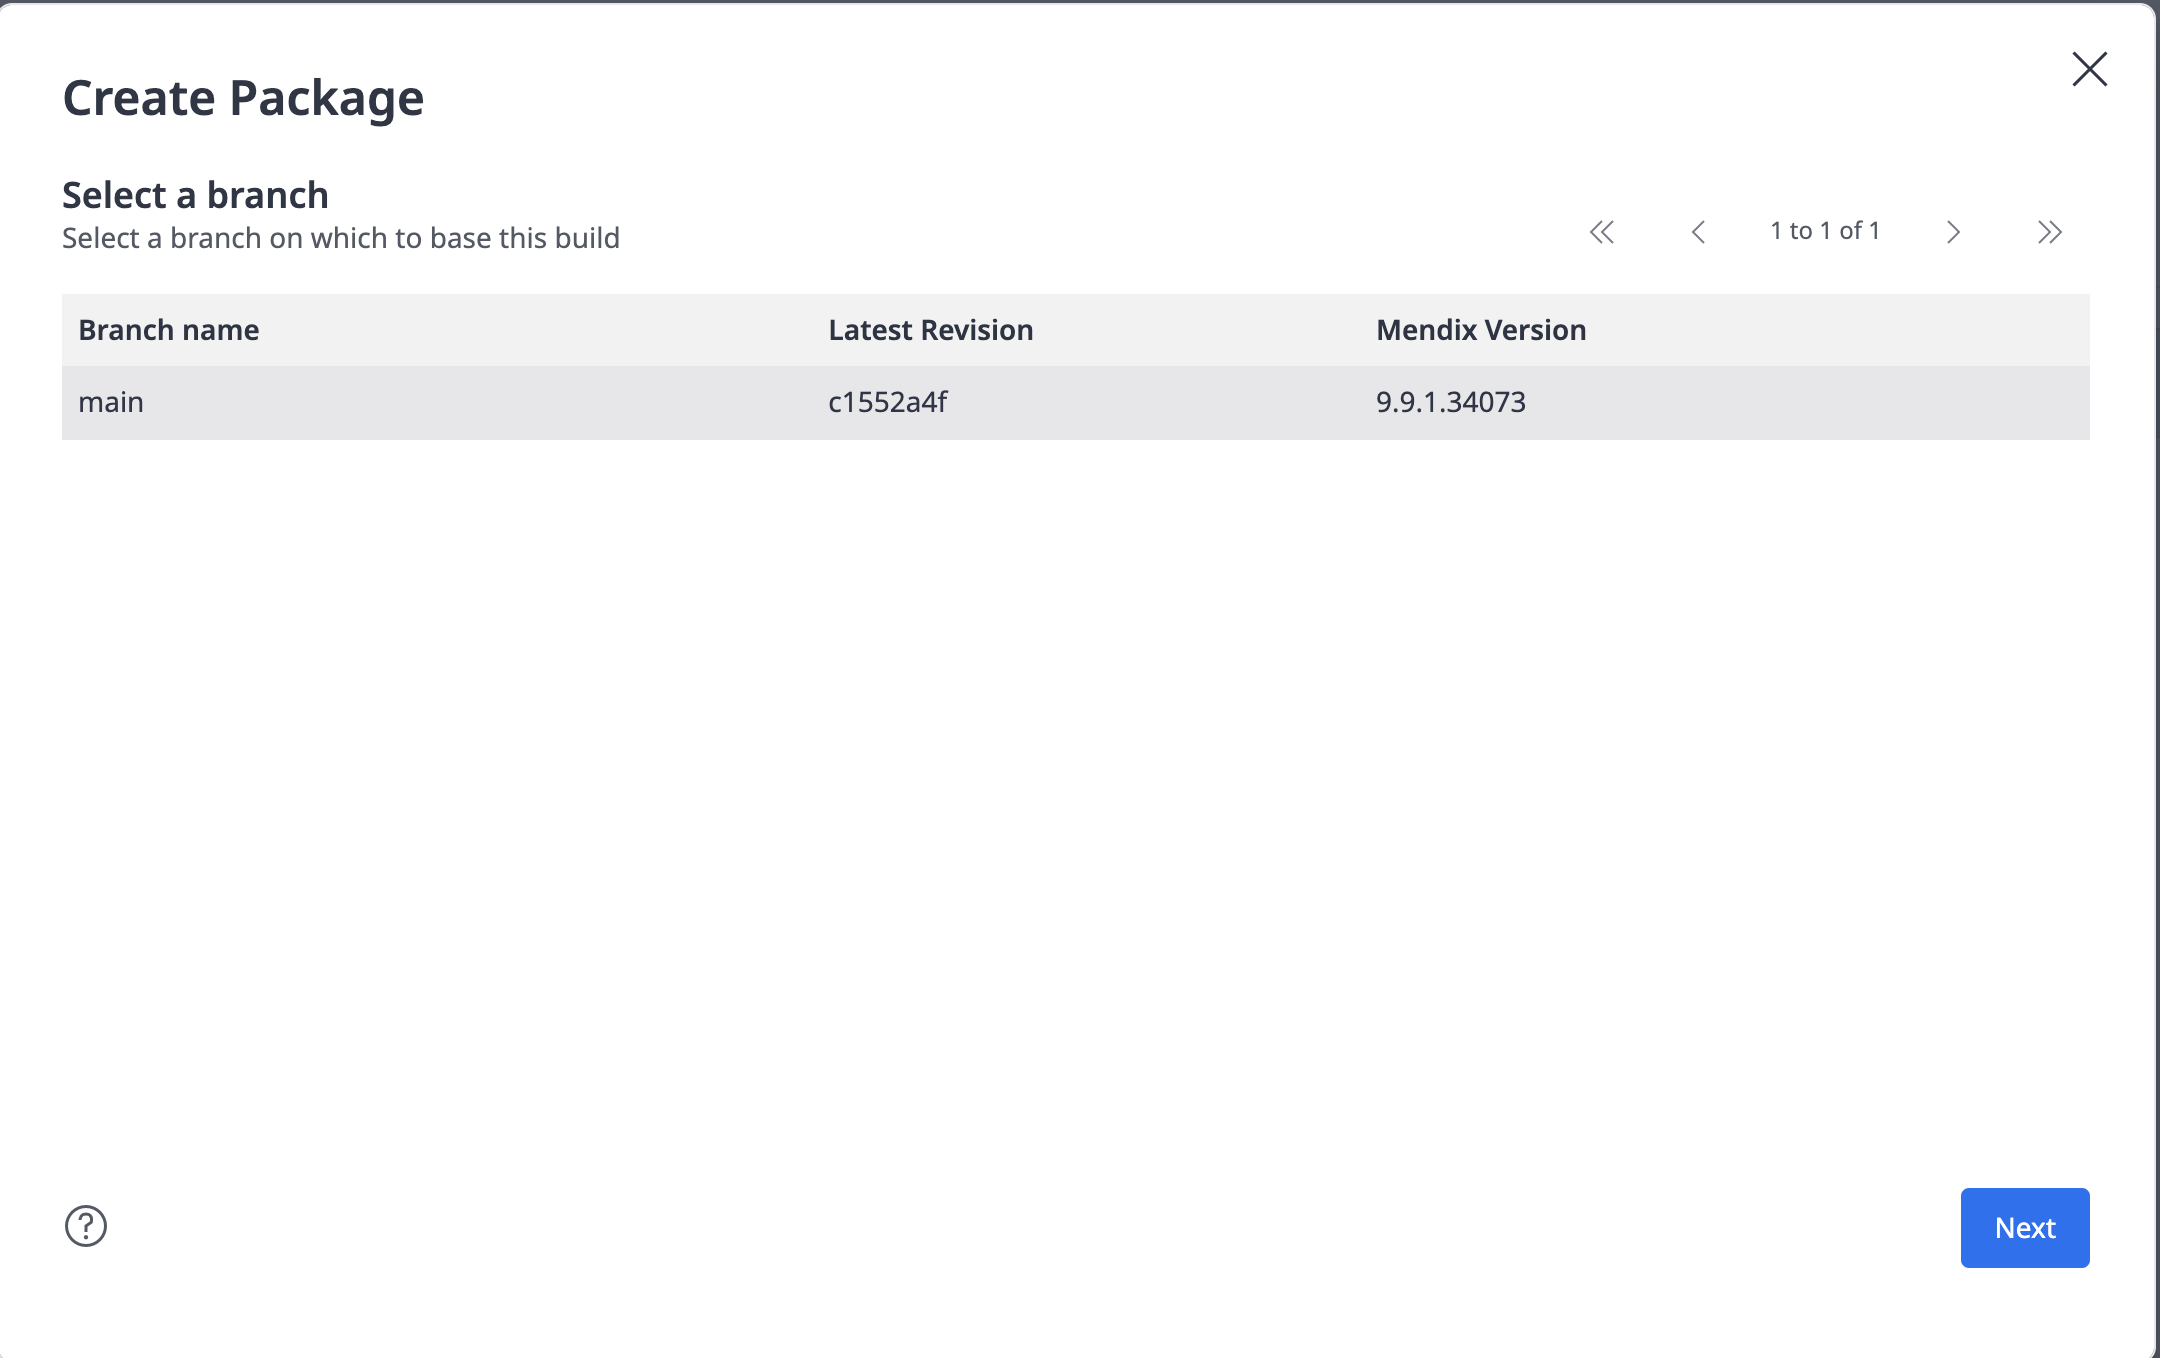 Create Package
Select a branch
Select a branch on which to base this build
1 to 1 of 1
Branch name Latest Revision Mendix Version
main c1552a4f 9.9.1.34073
?
Next